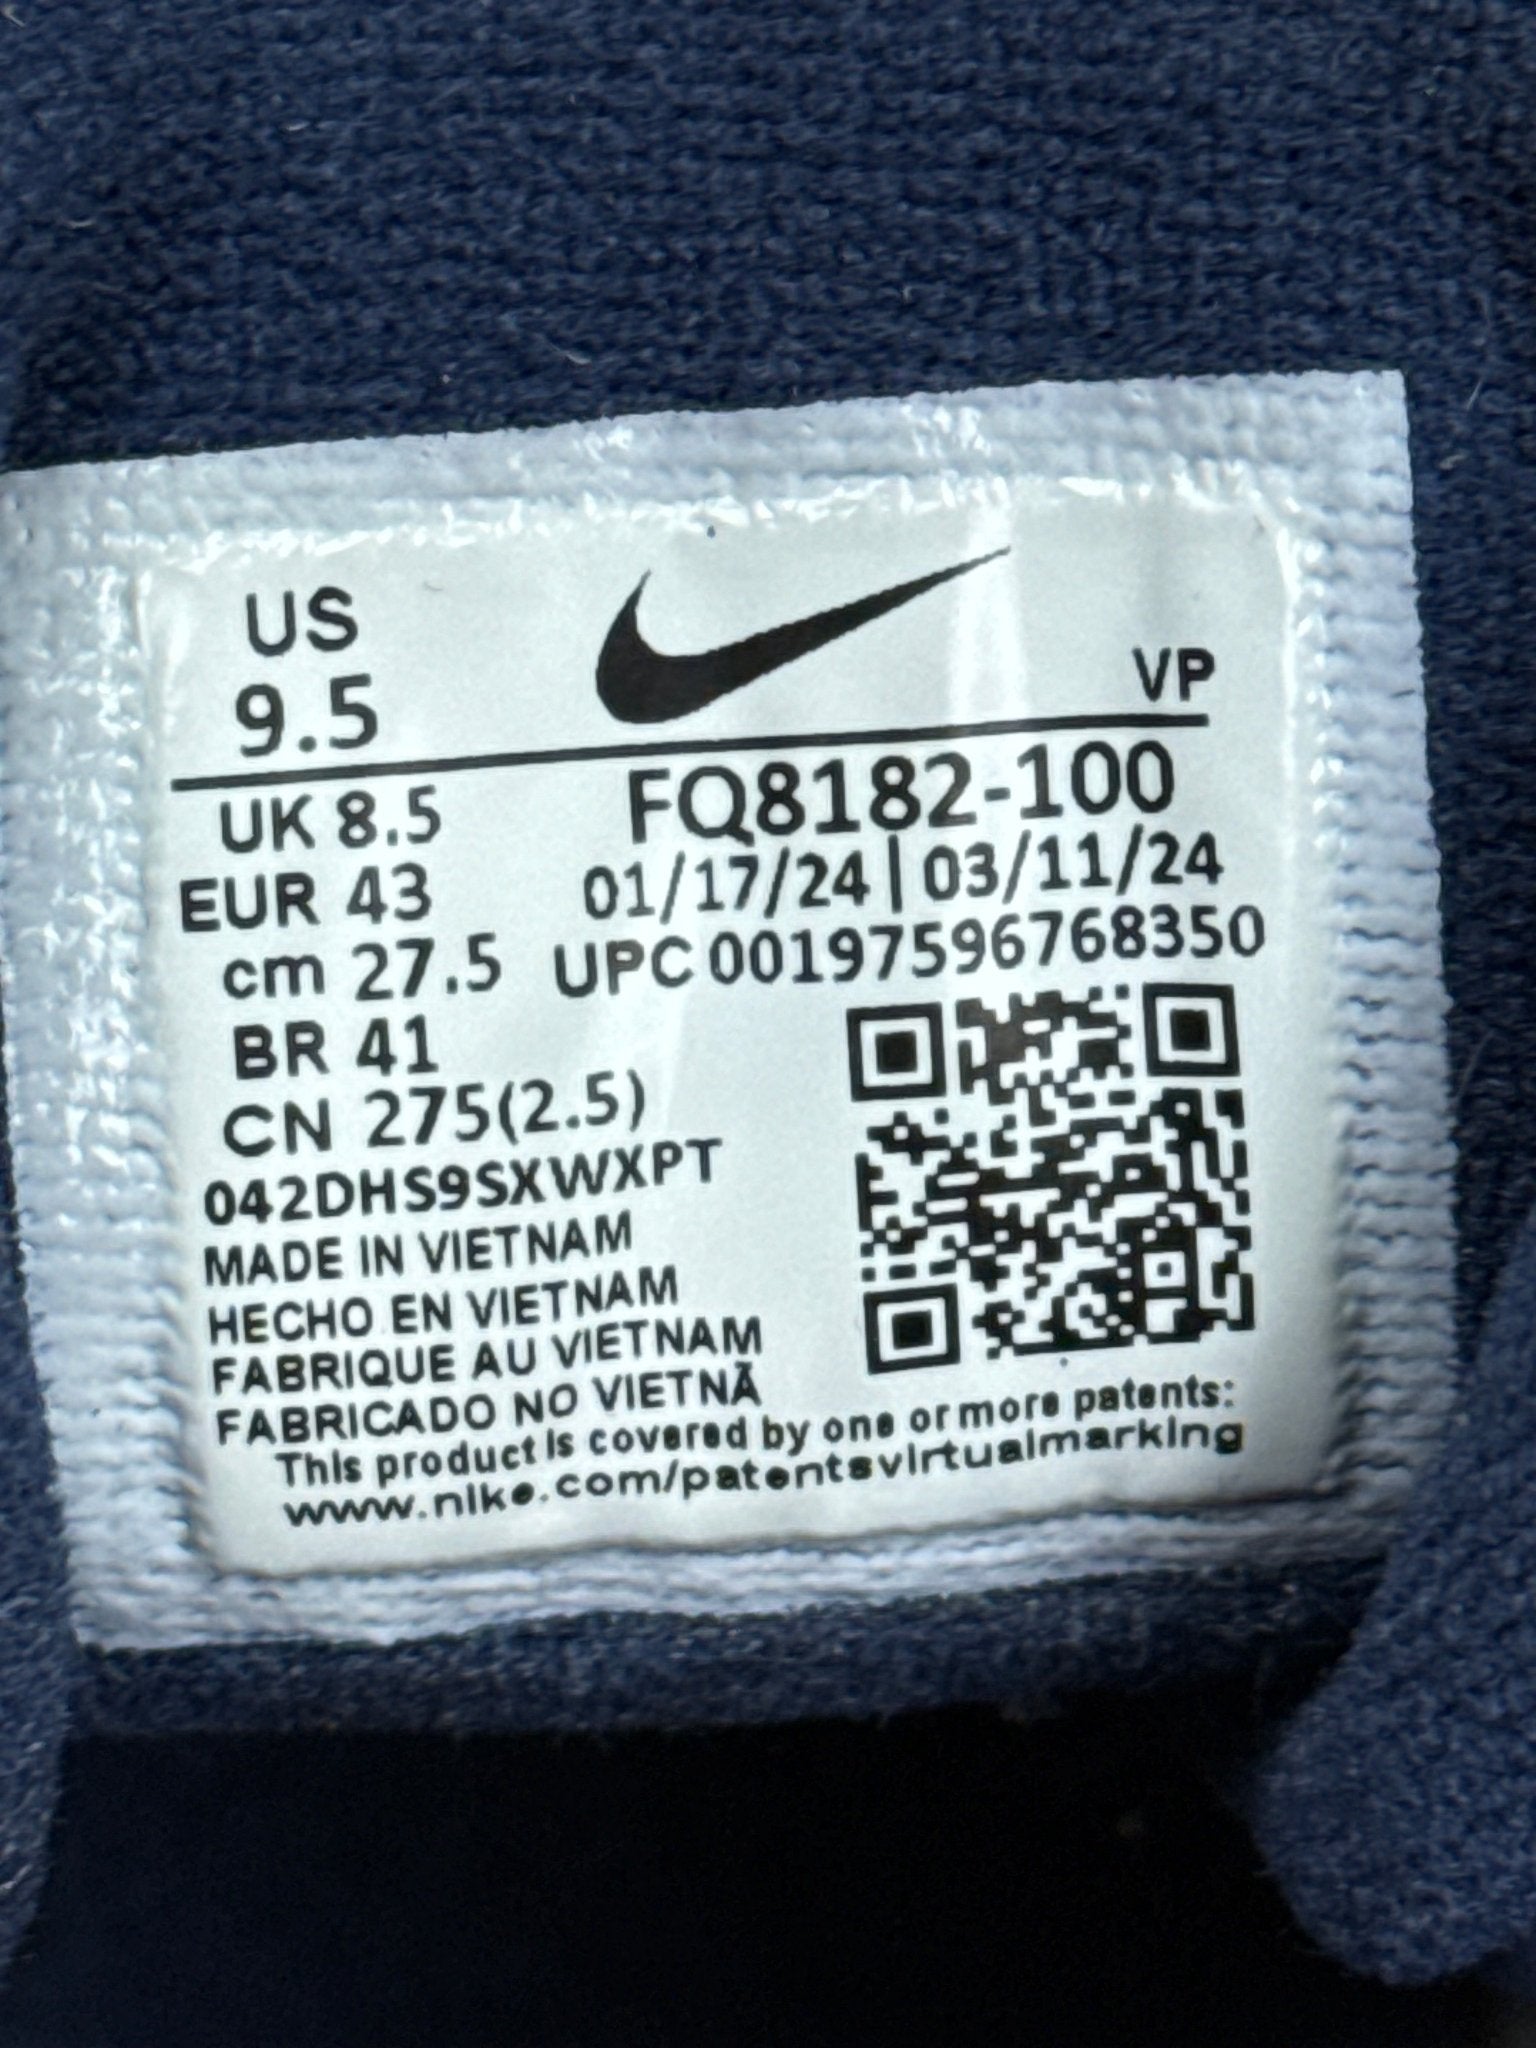 US
9.5
VP
UK 8.5
FQ8182-100
EUR 43
01/17/24 | 03/11/24
cm 27.5
UPC 00197596768350
BR 41
CN 275(2.5)
042DHS9SXWXPT
MADE IN VIETNAM
HECHO EN VIETNAM
FABRIQUE AU VIETNAM
FABRICADO NO VIETNÃ
This product is covered by one or more patents:
www.nike.com/patentsvirtualmarking